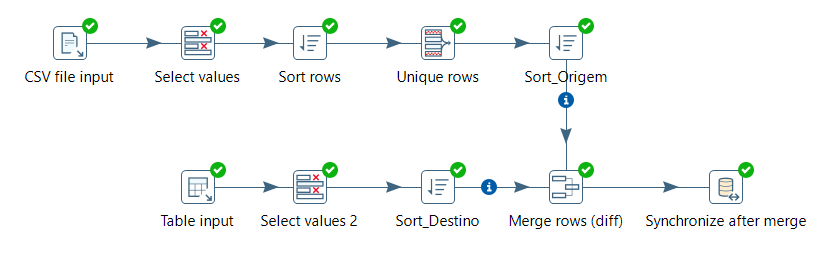 CSV file input
Select values
Sort rows
Unique rows
Sort_Origem
Table input
Select values 2
Sort_Destino
Merge rows (diff)
Synchronize after merge